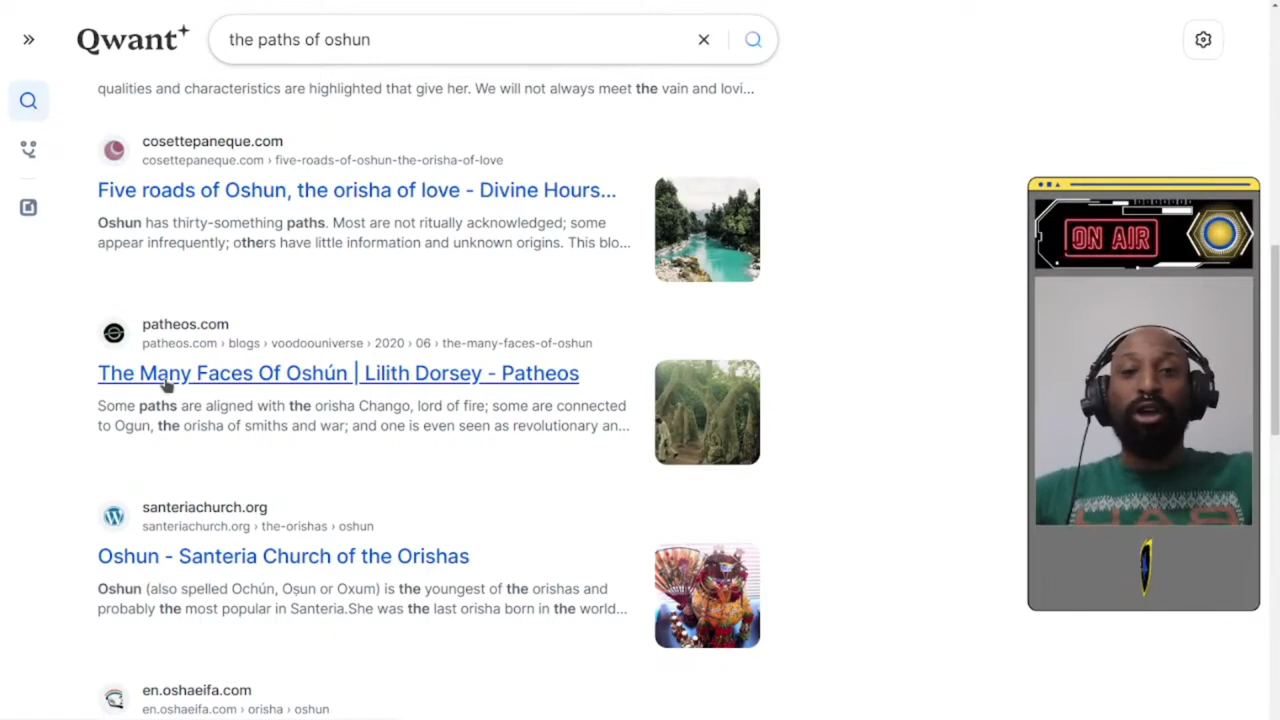 Qwant+
the paths of oshun
qualities and characteristics are highlighted that give her. We will not always meet the vain and lovi...
cosettepaneque.com
cosettepaneque.com › five-roads-of-oshun-the-orisha-of-love
Five roads of Oshun, the orisha of love - Divine Hours...
Oshun has thirty-something paths. Most are not ritually acknowledged; some
appear infrequently; others have little information and unknown origins. This blo...
patheos.com
patheos.com › blogs › voodoouniverse › 2020 › 06 › the-many-faces-of-oshun
The Many Faces Of Oshún | Lilith Dorsey - Patheos
Some paths are aligned with the orisha Chango, lord of fire; some are connected
to Ogun, the orisha of smiths and war; and one is even seen as revolutionary an...
santeriachurch.org
santeriachurch.org › the-orishas › oshun
Oshun - Santeria Church of the Orishas
Oshun (also spelled Ochún, Osun or Oxum) is the youngest of the orishas and
probably the most popular in Santeria.She was the last orisha born in the world...
en.oshaeifa.com
en.oshaeifa.com › orisha › oshun
ON AIR